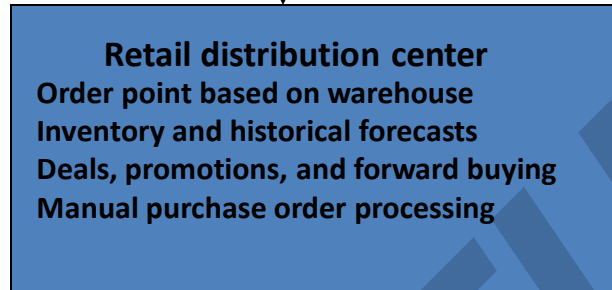 Retail distribution center
Order point based on warehouse
Inventory and historical forecasts
Deals, promotions, and forward buying
Manual purchase order processing